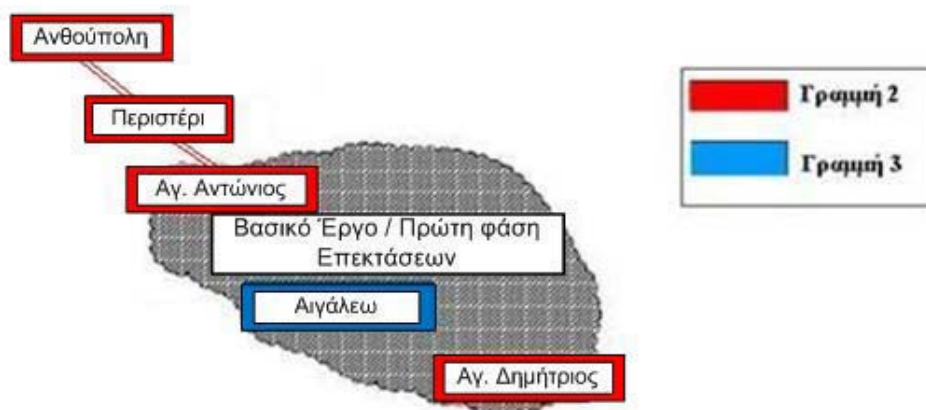 Ανθούπολη
Περιστέρι
Αγ. Αντώνιος
Βασικό Έργο / Πρώτη φάση
Επεκτάσεων
Αιγάλεω
Αγ. Δημήτριος
Γραμμή 2
Γραμμή 3